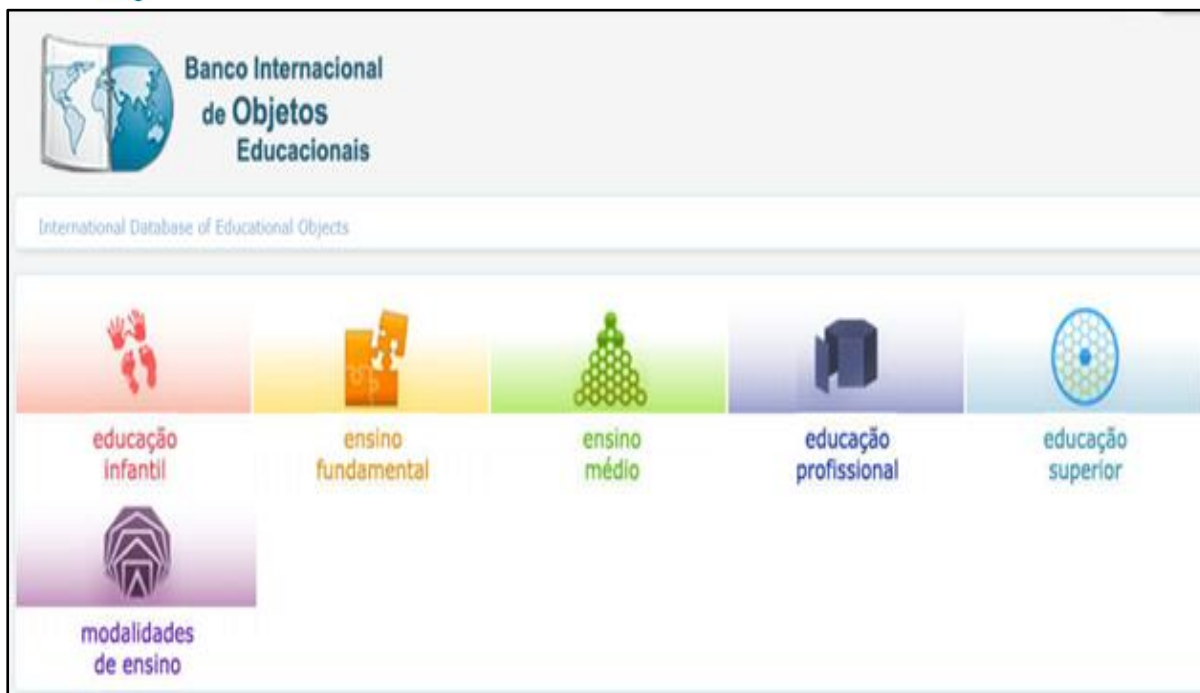 Banco Internacional
de Objetos
Educacionais
International Database of Educational Objects
educação
infantil
ensino
fundamental
ensino
médio
educação
profissional
educação
superior
modalidades
de ensino